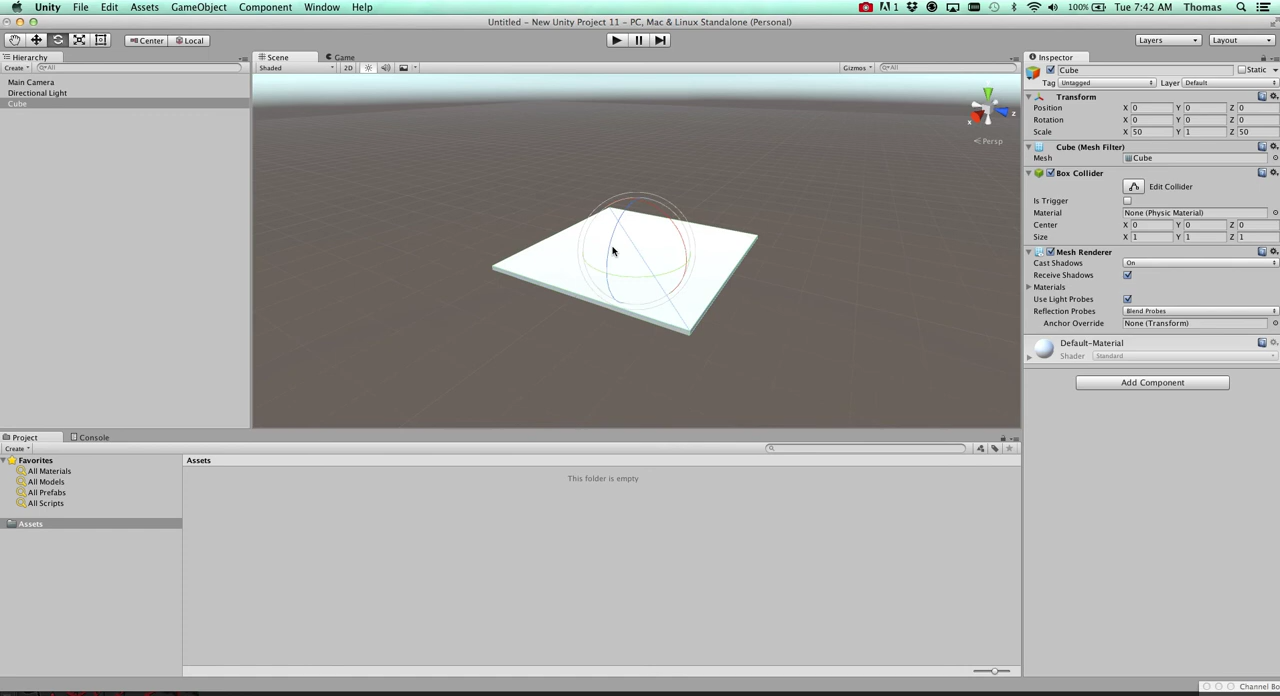 Unity File Edit Assets GameObject Component Window Help 1 100% Tue 7:42 AM Thomas
Untitled - New Unity Project 11 - PC, Mac & Linux Standalone (Personal)
Center Local Layers Layout
Hierarchy
Create All
Main Camera
Directional Light
Cube
Scene Game
Shaded 2D Gizmos All
x z
Persp
Inspector
Cube Static
Tag Untagged Layer Default
Transform
Position X 0 Y 0 Z 0
Rotation X 0 Y 0 Z 0
Scale X 50 Y 1 Z 50
Cube (Mesh Filter)
Mesh Cube
Box Collider
Edit Collider
Is Trigger
Material None (Physic Material)
Center X 0 Y 0 Z 0
Size X 1 Y 1 Z 1
Mesh Renderer
Cast Shadows On
Receive Shadows
Materials
Use Light Probes
Reflection Probes Blend Probes
Anchor Override None (Transform)
Default-Material
Shader Standard
Add Component
Project Console
Create
Favorites
All Materials
All Models
All Prefabs
All Scripts
Assets
Assets
This folder is empty
Channel Bo